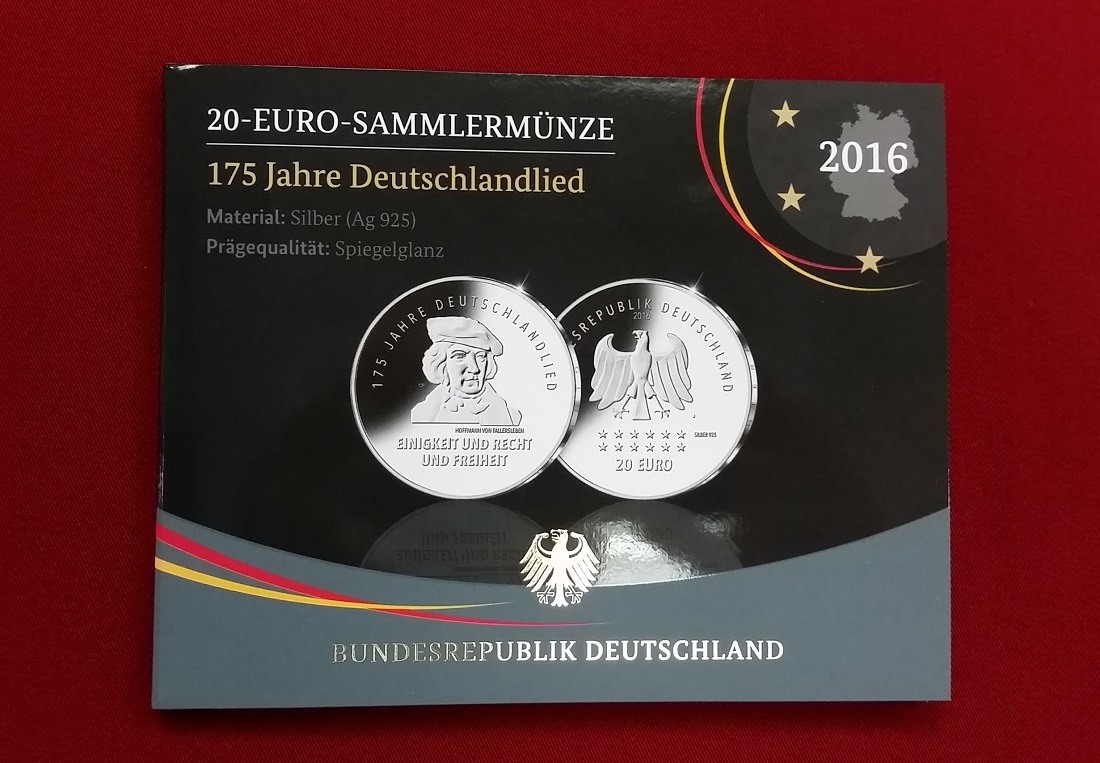 20-EURO-SAMMLERMÜNZE
175 Jahre Deutschlandlied
Material: Silber (Ag 925)
Prägequalität: Spiegelglanz
2016
175 JAHRE DEUTSCHLANDLIED
HOFFMANN VON FALLERSLEBEN
EINIGKEIT UND RECHT
UND FREIHEIT
ESREPUBLIK DEUTSCHLAND
2016
SILBER 925
20 EURO
BUNDESREPUBLIK DEUTSCHLAND